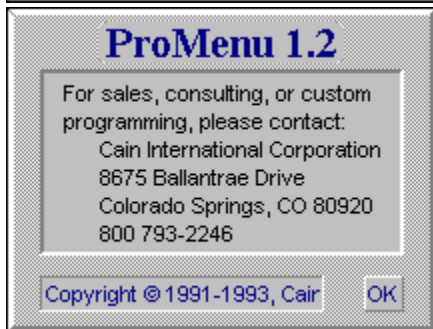 ProMenu 1.2
For sales, consulting, or custom
programming, please contact:
Cain International Corporation
8675 Ballantrae Drive
Colorado Springs, CO 80920
800 793-2246
Copyright © 1991-1993, Cair
OK